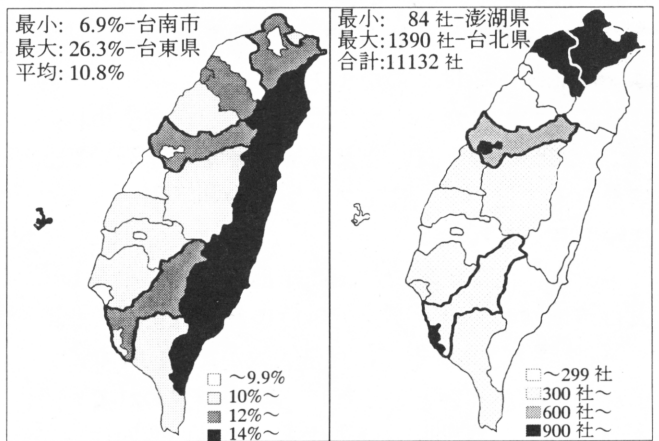 最小: 6.9%-台南市
最大: 26.3%-台東県
平均: 10.8%
～9.9%
10%～
12%～
14%～
最小: 84 社-澎湖県
最大: 1390 社-台北県
合計:11132 社
～299 社
300 社～
600 社～
900 社～